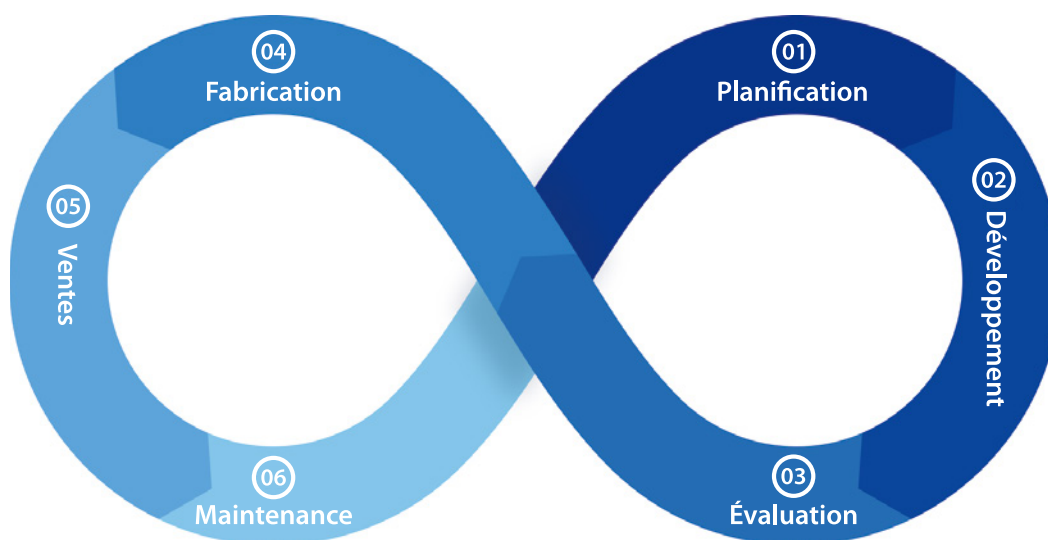 01
Planification
02
Développement
03
Évaluation
04
Fabrication
05
Ventes
06
Maintenance